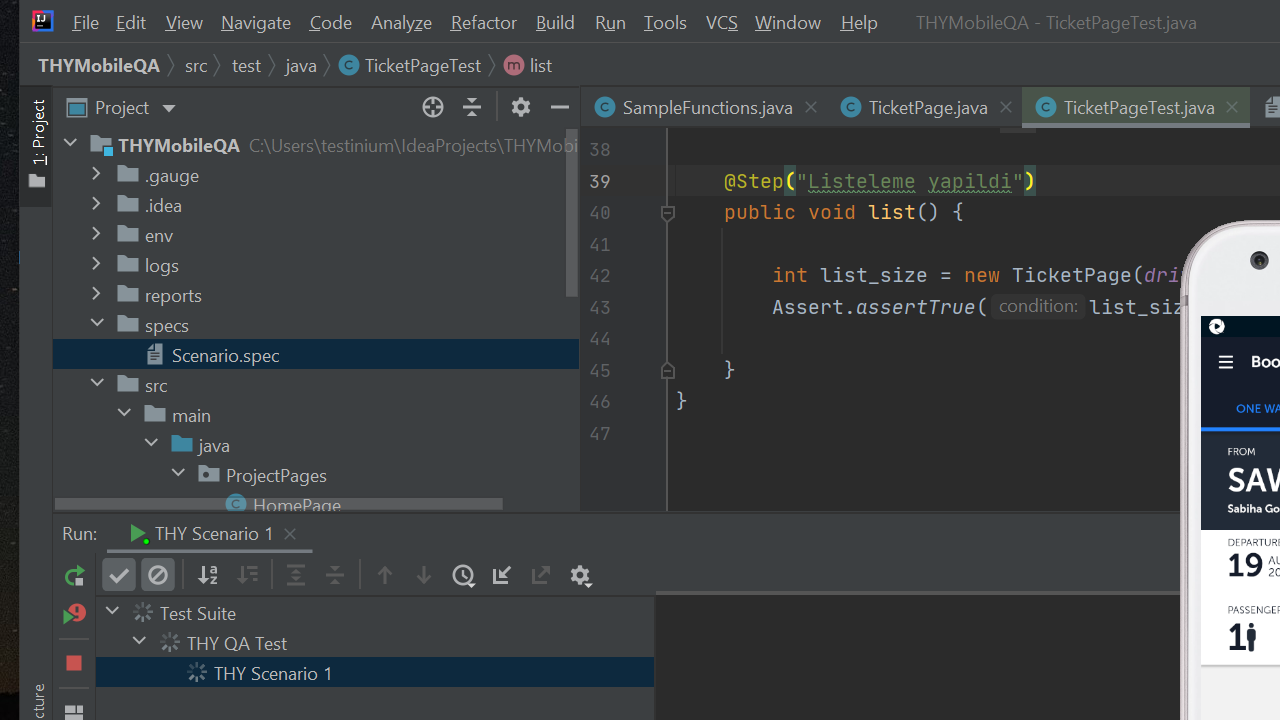 File Edit View Navigate Code Analyze Refactor Build Run Tools VCS Window Help THYMobileQA - TicketPageTest.java
THYMobileQA src test java TicketPageTest list
1: Project
Project
SampleFunctions.java TicketPage.java TicketPageTest.java
THYMobileQA C:\Users\testinium\IdeaProjects\THYMobi
.gauge
.idea
env
logs
reports
specs
Scenario.spec
src
main
java
ProjectPages
HomePage
38
39 @Step("Listeleme yapildi")
40 public void list() {
41
42 int list_size = new TicketPage(dri
43 Assert.assertTrue( condition: list_siz
44
45 }
46 }
47
Boo
ONE WA
FROM
SAW
Sabiha Go
DEPARTURE
19 AU
20
PASSENGER
1
Run: THY Scenario 1
Test Suite
THY QA Test
THY Scenario 1
cture